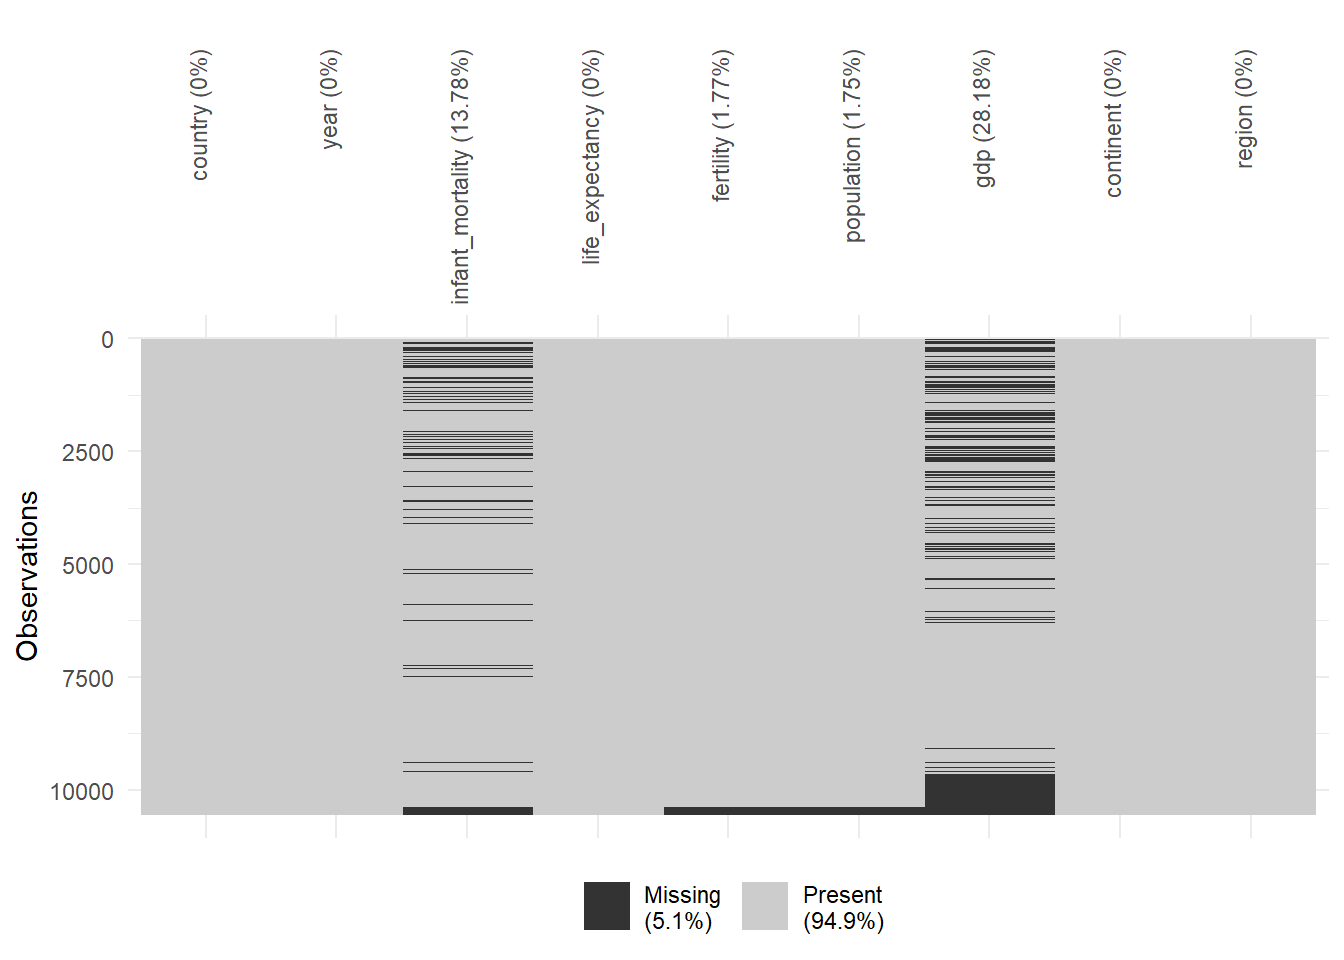 country (0%)
year (0%)
infant_mortality (13.78%)
life_expectancy (0%)
fertility (1.77%)
population (1.75%)
gdp (28.18%)
continent (0%)
region (0%)
0
2500
5000
7500
10000
Observations
Missing
(5.1%)
Present
(94.9%)